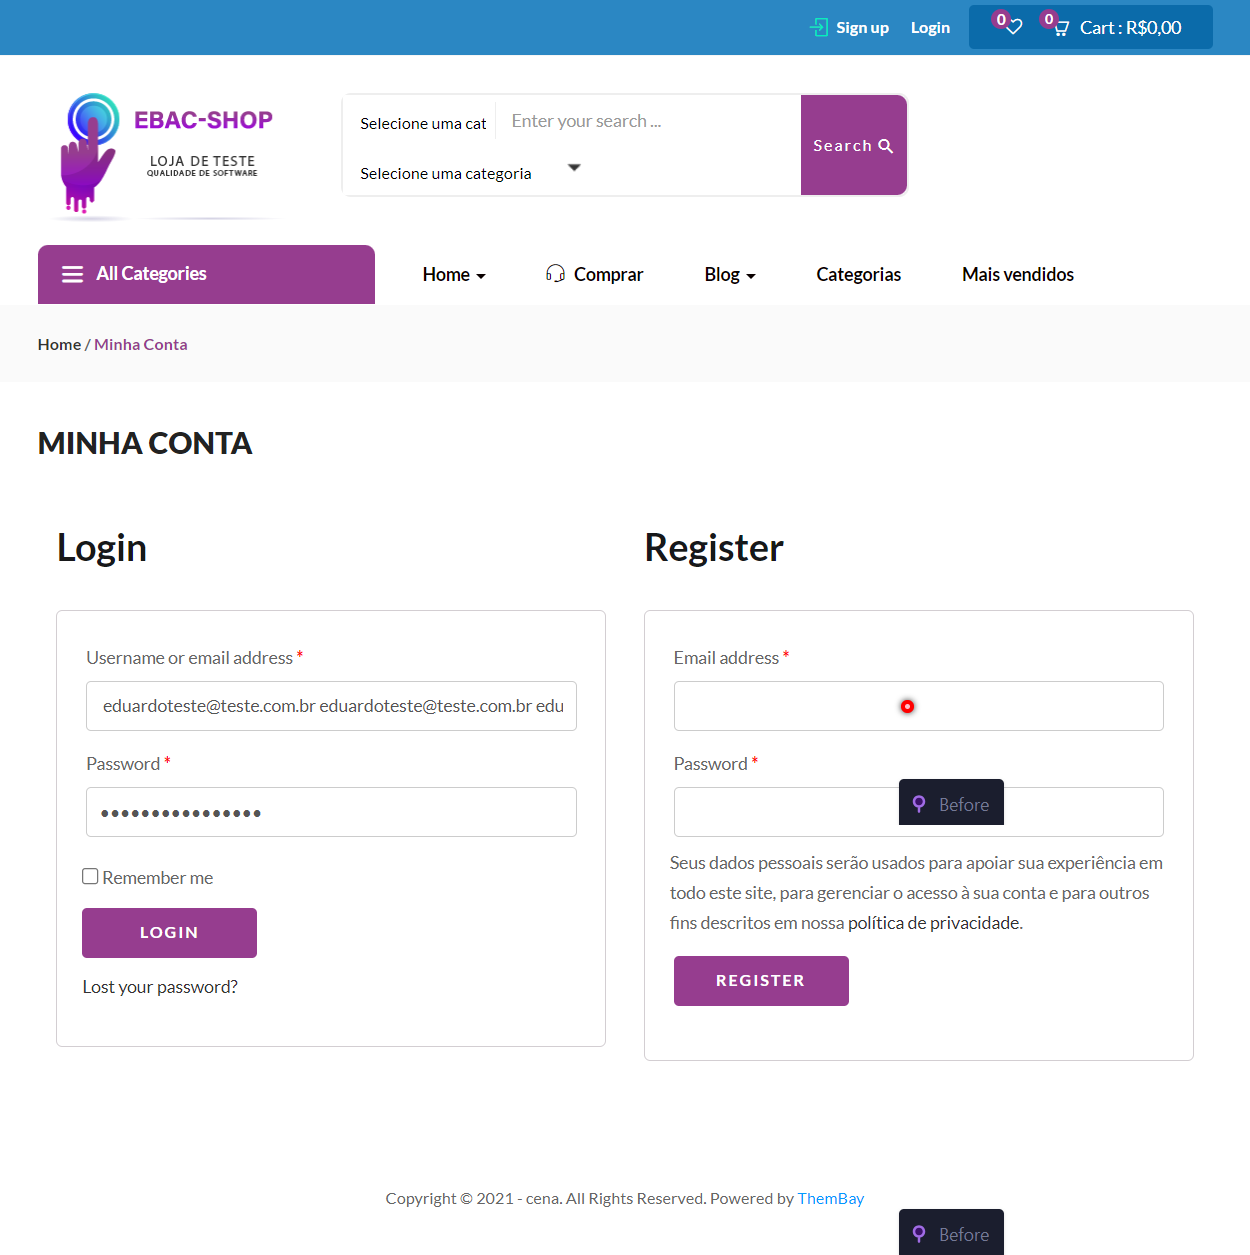 Sign up
Login
0
0
Cart : R$0,00
EBAC-SHOP
LOJA DE TESTE
QUALIDADE DE SOFTWARE
Selecione uma cat
Enter your search ...
Selecione uma categoria
Search
All Categories
Home
Comprar
Blog
Categorias
Mais vendidos
Home / Minha Conta
MINHA CONTA
Login
Register
Username or email address *
eduardoteste@teste.com.br eduardoteste@teste.com.br edu
Password *
Remember me
LOGIN
Lost your password?
Email address *
Password *
Before
Seus dados pessoais serão usados para apoiar sua experiência em
todo este site, para gerenciar o acesso à sua conta e para outros
fins descritos em nossa política de privacidade.
REGISTER
Copyright © 2021 - cena. All Rights Reserved. Powered by ThemBay
Before